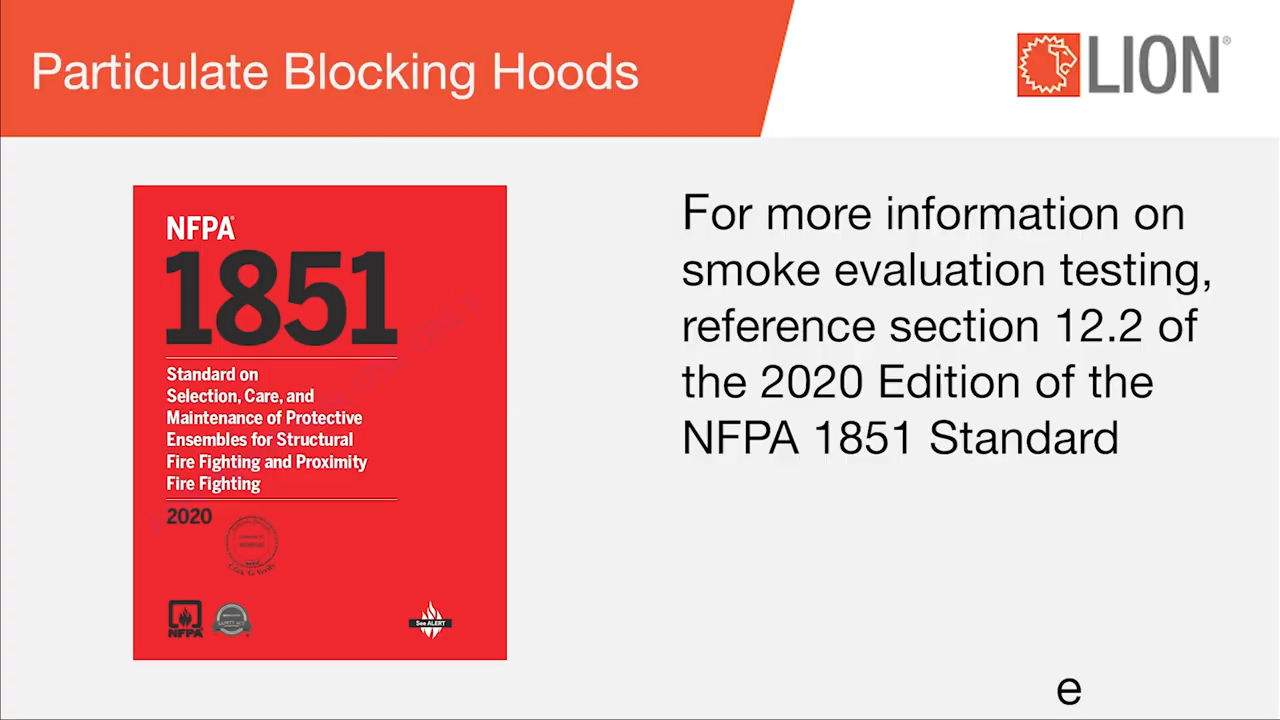 Particulate Blocking Hoods
LION®
NFPA®
1851
Standard on
Selection, Care, and
Maintenance of Protective
Ensembles for Structural
Fire Fighting and Proximity
Fire Fighting
2020
NFPA
See ALERT
For more information on
smoke evaluation testing,
reference section 12.2 of
the 2020 Edition of the
NFPA 1851 Standard
e